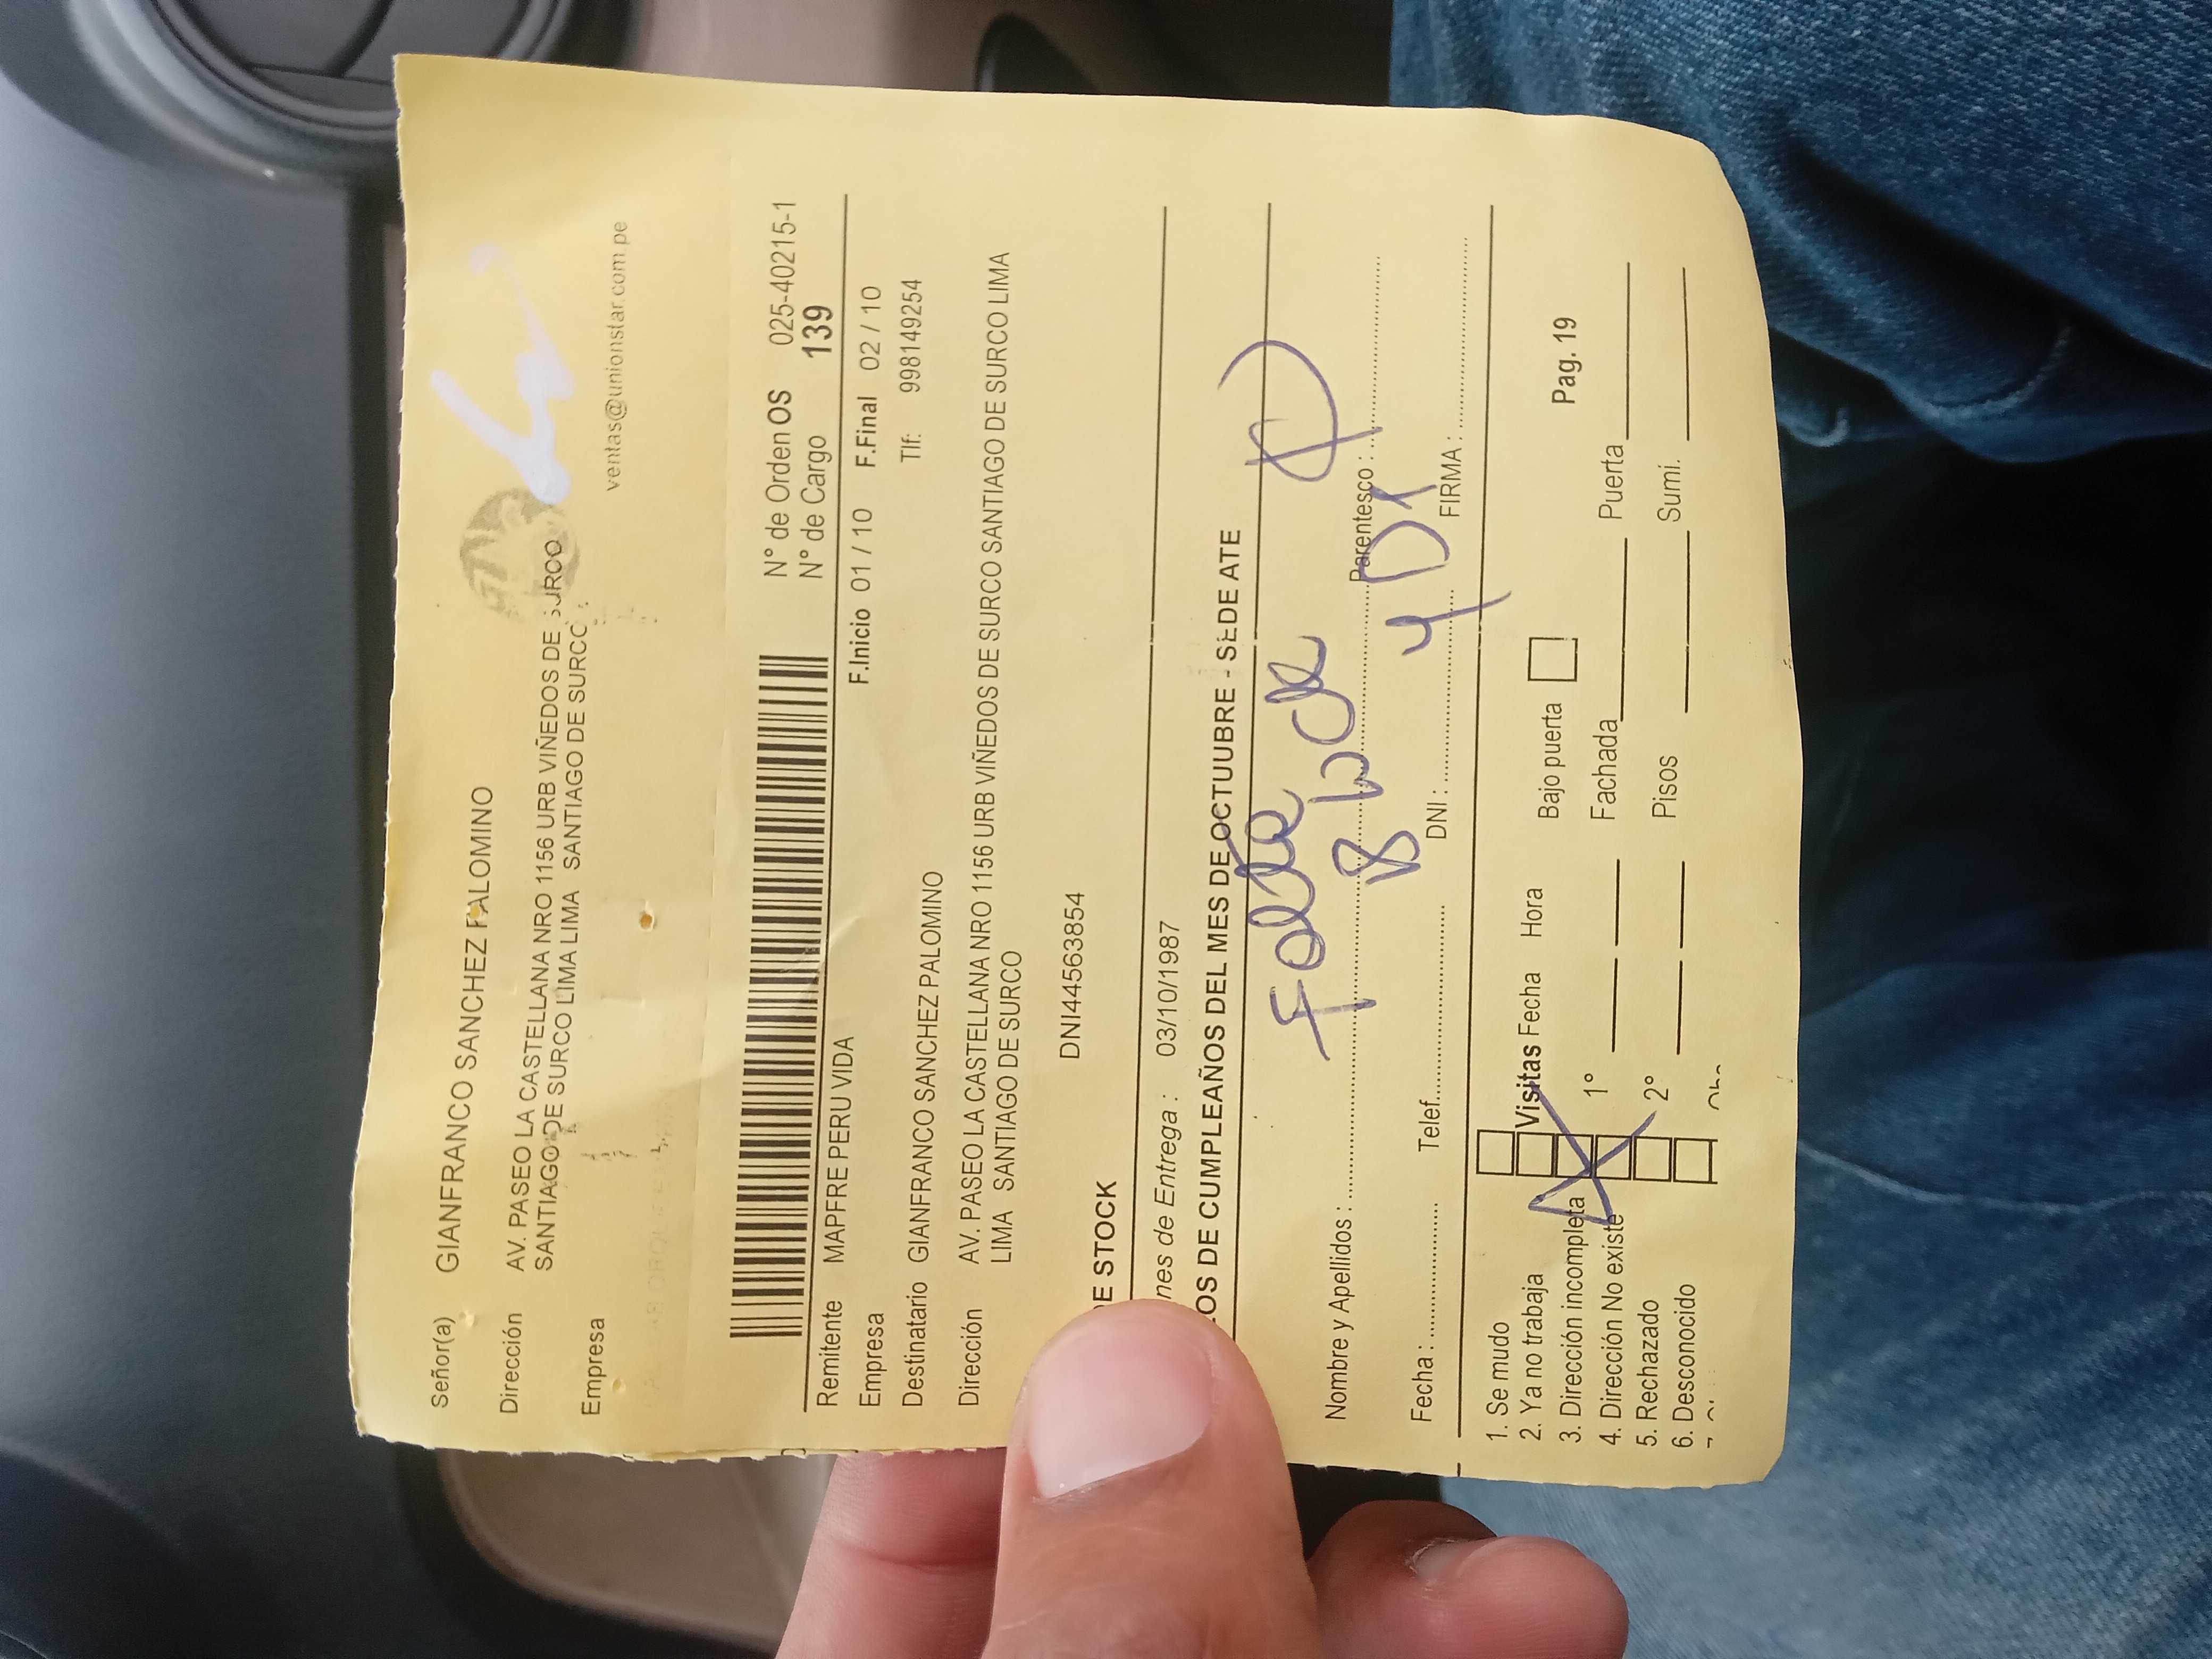 Señor(a) GIANFRANCO SANCHEZ PALOMINO
Dirección AV. PASEO LA CASTELLANA NRO 1156 URB VIÑEDOS DE SURCO
SANTIAGO DE SURCO LIMA LIMA SANTIAGO DE SURCO
Empresa
ventas@unionstar.com.pe
N° de Orden OS 025-40215-1
N° de Cargo 139
Remitente MAPFRE PERU VIDA
F.Inicio 01 / 10 F.Final 02 / 10
Empresa
Tlf: 998149254
Destinatario GIANFRANCO SANCHEZ PALOMINO
Dirección AV. PASEO LA CASTELLANA NRO 1156 URB VIÑEDOS DE SURCO SANTIAGO DE SURCO LIMA
LIMA SANTIAGO DE SURCO
DNI44563854
DE STOCK
nes de Entrega : 03/10/1987
LOS DE CUMPLEAÑOS DEL MES DE OCTUUBRE - SEDE ATE
Falta
Nombre y Apellidos : Parentesco :
Fecha : Telef. DNI : FIRMA :
1. Se mudo
2. Ya no trabaja Visitas Fecha Hora Bajo puerta
3. Dirección incompleta Pag. 19
4. Dirección No existe 1° Fachada Puerta
5. Rechazado
6. Desconocido 2° Pisos Sumi.